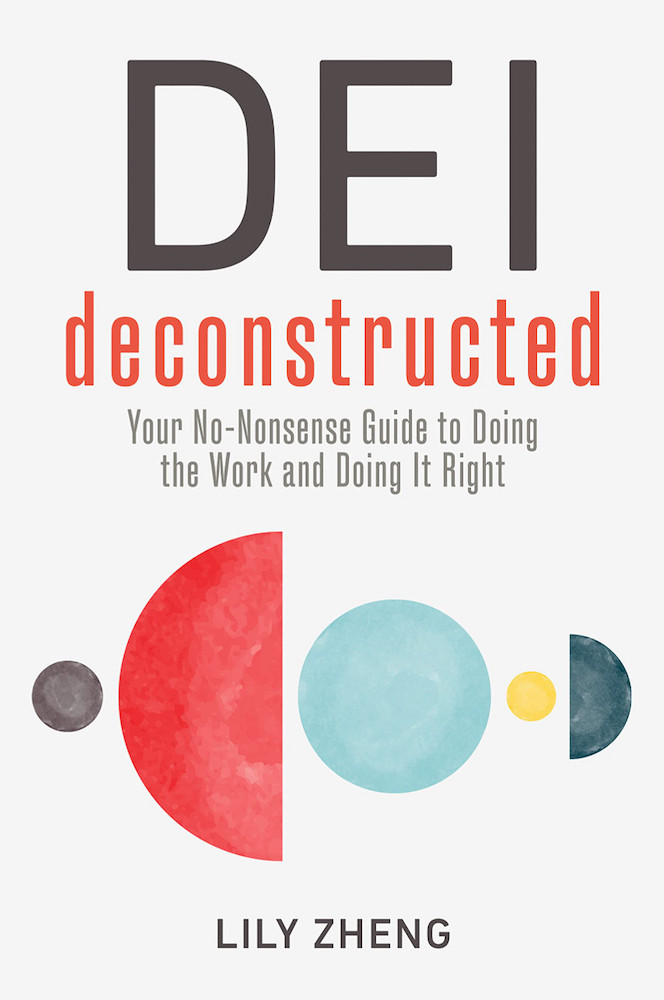 DEI
deconstructed
Your No-Nonsense Guide to Doing
the Work and Doing It Right
LILY ZHENG